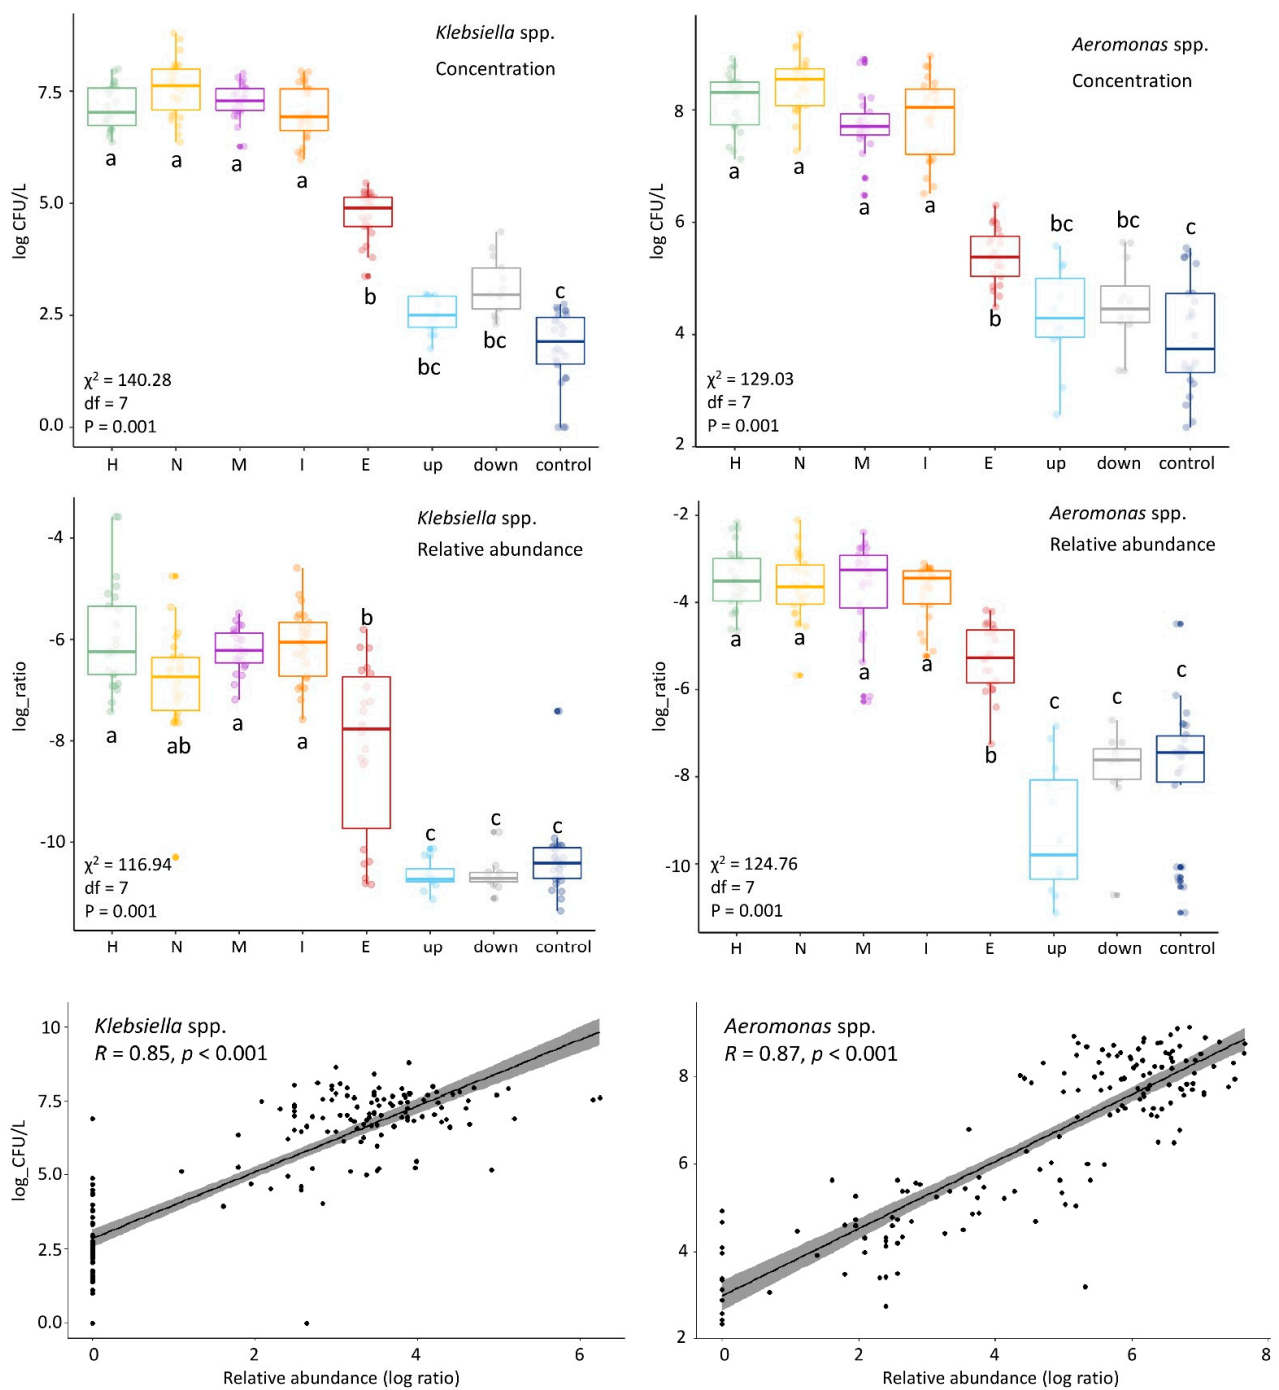 Klebsiella spp.
Concentration
log CFU/L
7.5
5.0
2.5
0.0
a
a
a
a
b
bc
bc
c
χ² = 140.28
df = 7
P = 0.001
H N M I E up down control
Aeromonas spp.
Concentration
log CFU/L
8
6
4
2
a
a
a
a
b
bc
bc
c
χ² = 129.03
df = 7
P = 0.001
H N M I E up down control
Klebsiella spp.
Relative abundance
log_ratio
-4
-6
-8
-10
a
ab
a
a
b
c
c
c
χ² = 116.94
df = 7
P = 0.001
H N M I E up down control
Aeromonas spp.
Relative abundance
log_ratio
-2
-4
-6
-8
-10
a
a
a
a
b
c
c
c
χ² = 124.76
df = 7
P = 0.001
H N M I E up down control
Klebsiella spp.
R = 0.85, p < 0.001
log_CFU/L
10
7.5
5.0
2.5
0.0
0 2 4 6
Relative abundance (log ratio)
Aeromonas spp.
R = 0.87, p < 0.001
8
6
4
2
0 2 4 6 8
Relative abundance (log ratio)